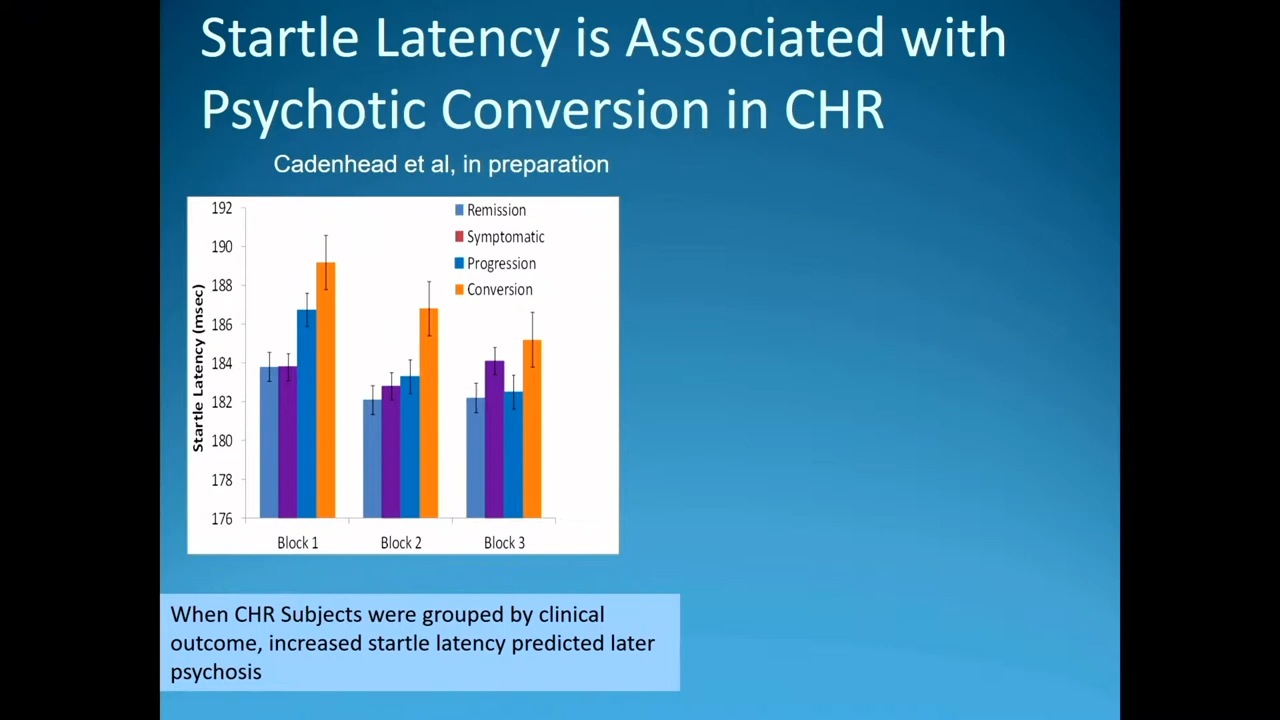 Startle Latency is Associated with
Psychotic Conversion in CHR
Cadenhead et al, in preparation
192
190
188
186
184
182
180
178
176
Startle Latency (msec)
Remission
Symptomatic
Progression
Conversion
Block 1
Block 2
Block 3
When CHR Subjects were grouped by clinical
outcome, increased startle latency predicted later
psychosis